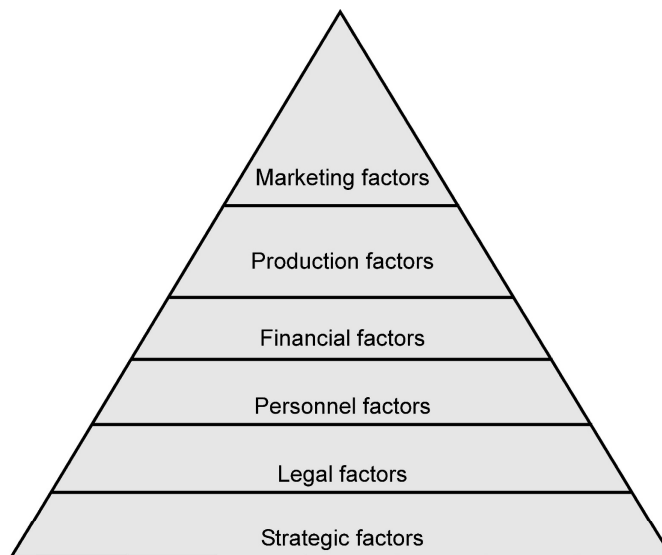 Marketing factors
Production factors
Financial factors
Personnel factors
Legal factors
Strategic factors